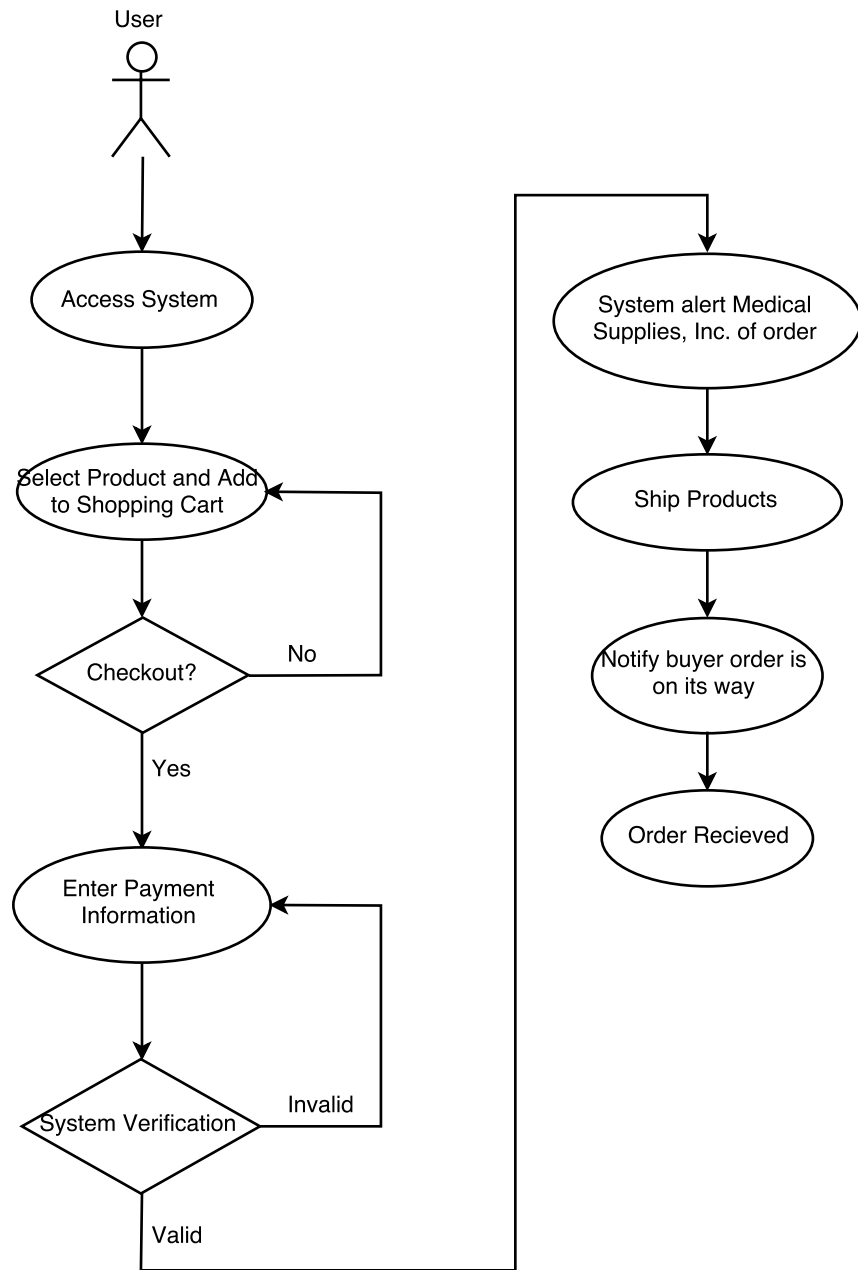 User
Access System
Select Product and Add
to Shopping Cart
Checkout?
No
Yes
Enter Payment
Information
System Verification
Invalid
Valid
System alert Medical
Supplies, Inc. of order
Ship Products
Notify buyer order is
on its way
Order Recieved